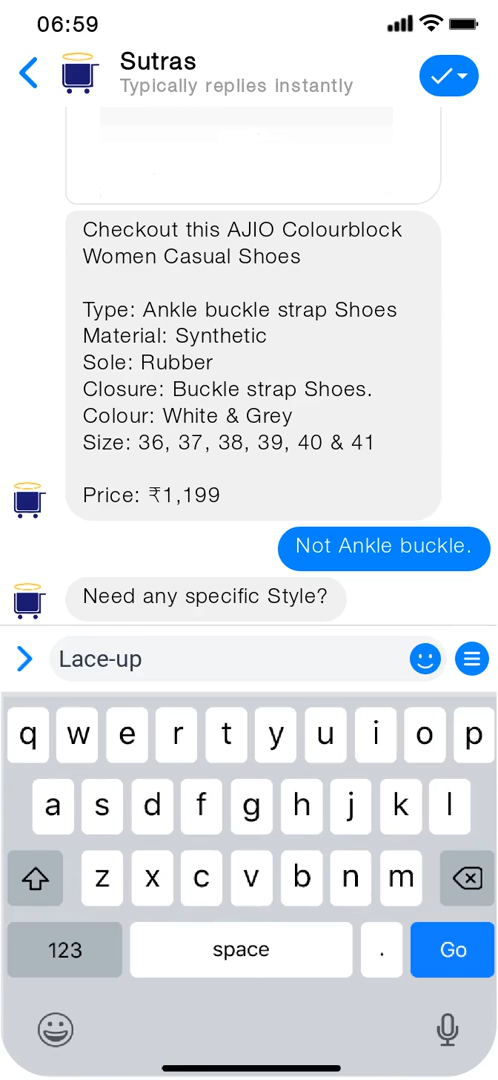 06:59
Sutras
Typically replies instantly
Checkout this AJIO Colourblock
Women Casual Shoes
Type: Ankle buckle strap Shoes
Material: Synthetic
Sole: Rubber
Closure: Buckle strap Shoes.
Colour: White & Grey
Size: 36, 37, 38, 39, 40 & 41
Price: ₹1,199
Not Ankle buckle.
Need any specific Style?
Lace-up
q w e r t y u i o p
a s d f g h j k l
z x c v b n m
123 space . Go